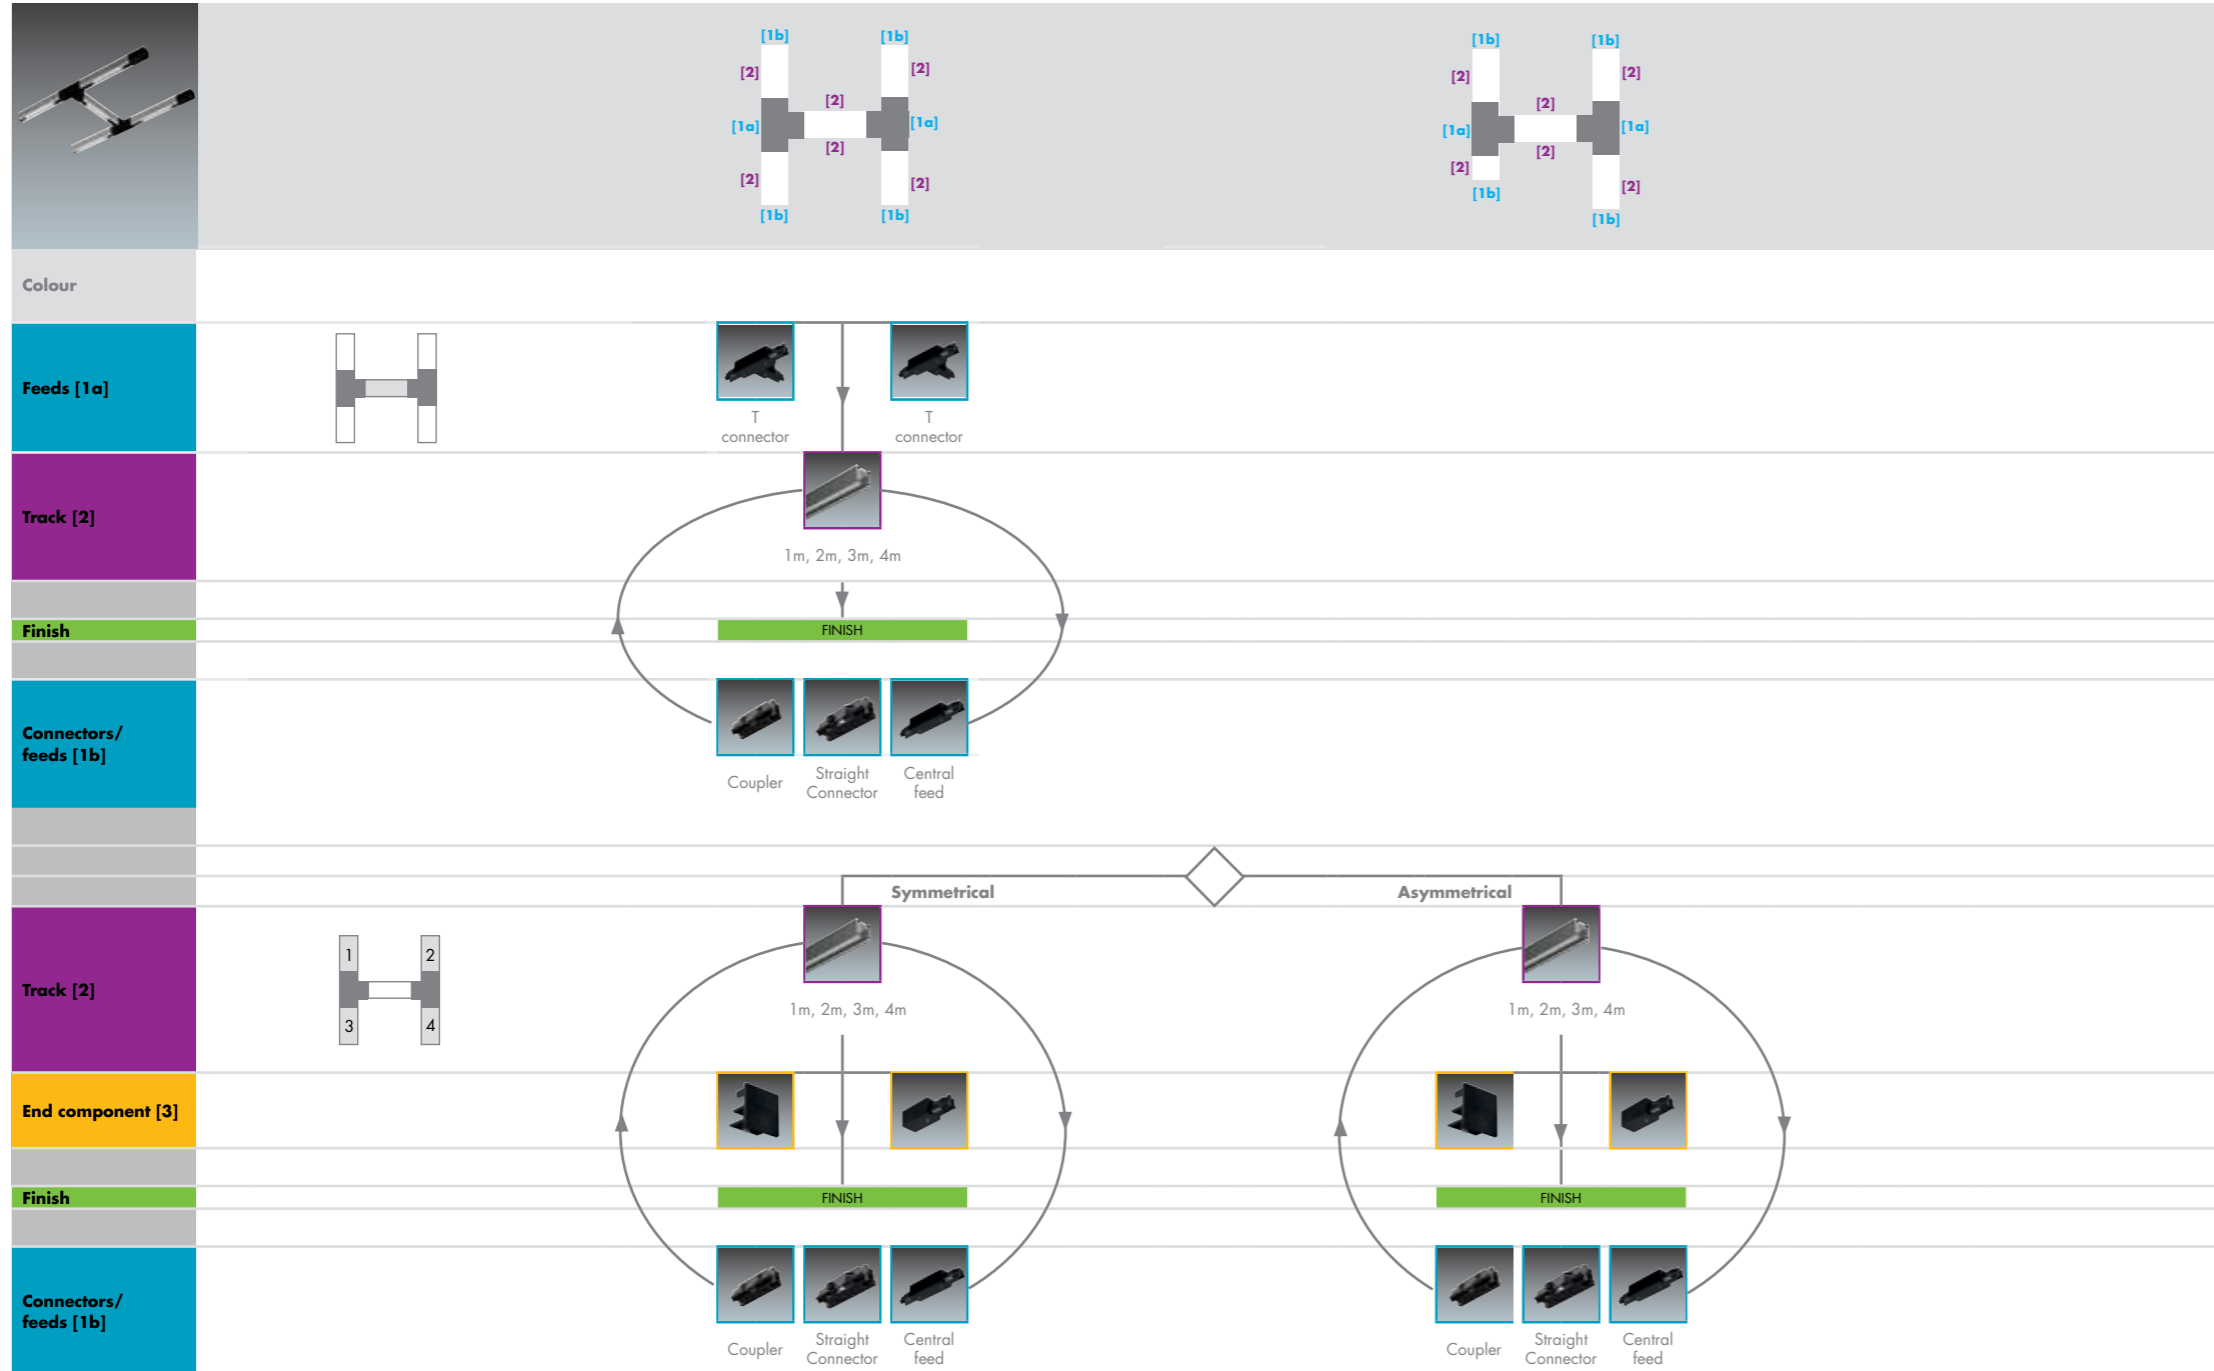 [1b] [1b] [1b] [1b]
[2] [2] [2] [2]
[2] [2]
[1a] [1a] [1a] [1a]
[2] [2]
[2] [2] [2] [2]
[1b]
[1b] [1b] [1b]
Colour
Feeds [1a]
T
connector
T
connector
Track [2]
1m, 2m, 3m, 4m
Finish
FINISH
Connectors/
feeds [1b]
Coupler
Straight
Connector
Central
feed
Symmetrical
Asymmetrical
Track [2]
1 2
3 4
1m, 2m, 3m, 4m
1m, 2m, 3m, 4m
End component [3]
Finish
FINISH
FINISH
Connectors/
feeds [1b]
Coupler
Straight
Connector
Central
feed
Coupler
Straight
Connector
Central
feed